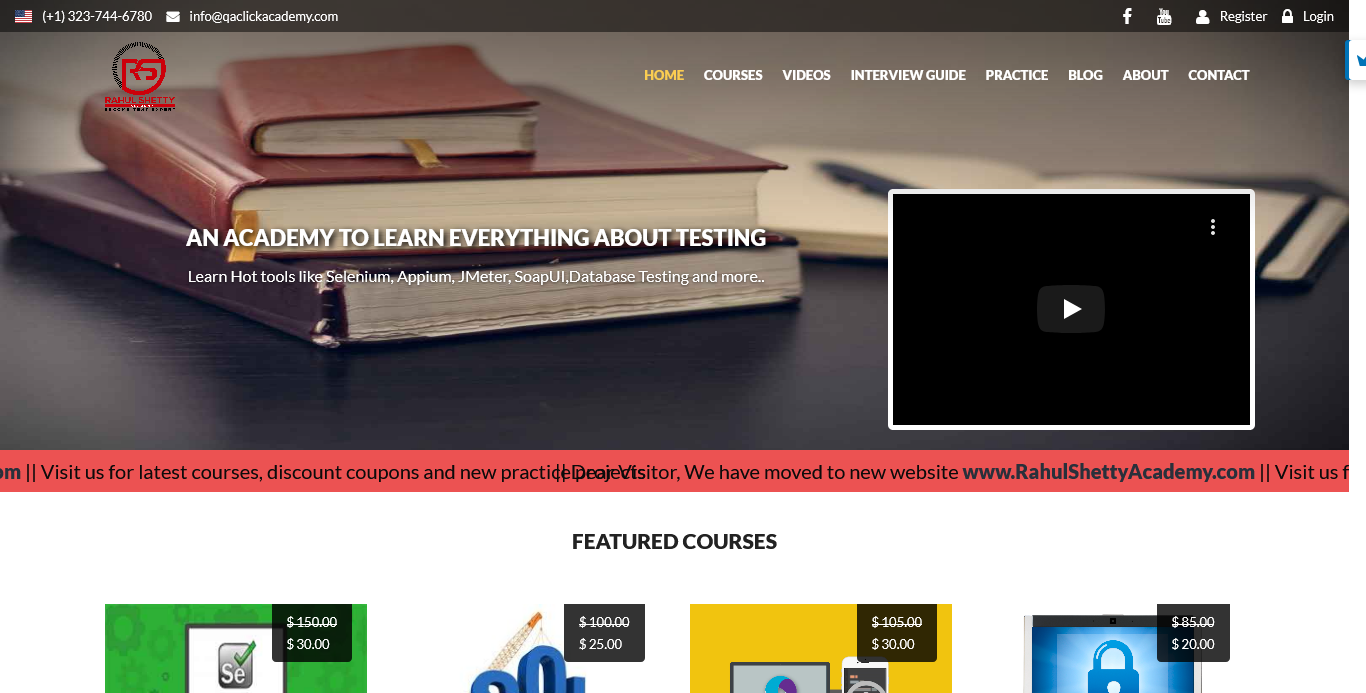 (+1) 323-744-6780 info@qaclickacademy.com Register Login
RS
RAHUL SHETTY
HOME COURSES VIDEOS INTERVIEW GUIDE PRACTICE BLOG ABOUT CONTACT
AN ACADEMY TO LEARN EVERYTHING ABOUT TESTING
Learn Hot tools like Selenium, Appium, JMeter, SoapUI,Database Testing and more..
om || Visit us for latest courses, discount coupons and new practice projects.
|| Dear Visitor, We have moved to new website www.RahulShettyAcademy.com || Visit us f
FEATURED COURSES
$ 150.00
$ 30.00
Se
$ 100.00
$ 25.00
$ 105.00
$ 30.00
$ 85.00
$ 20.00